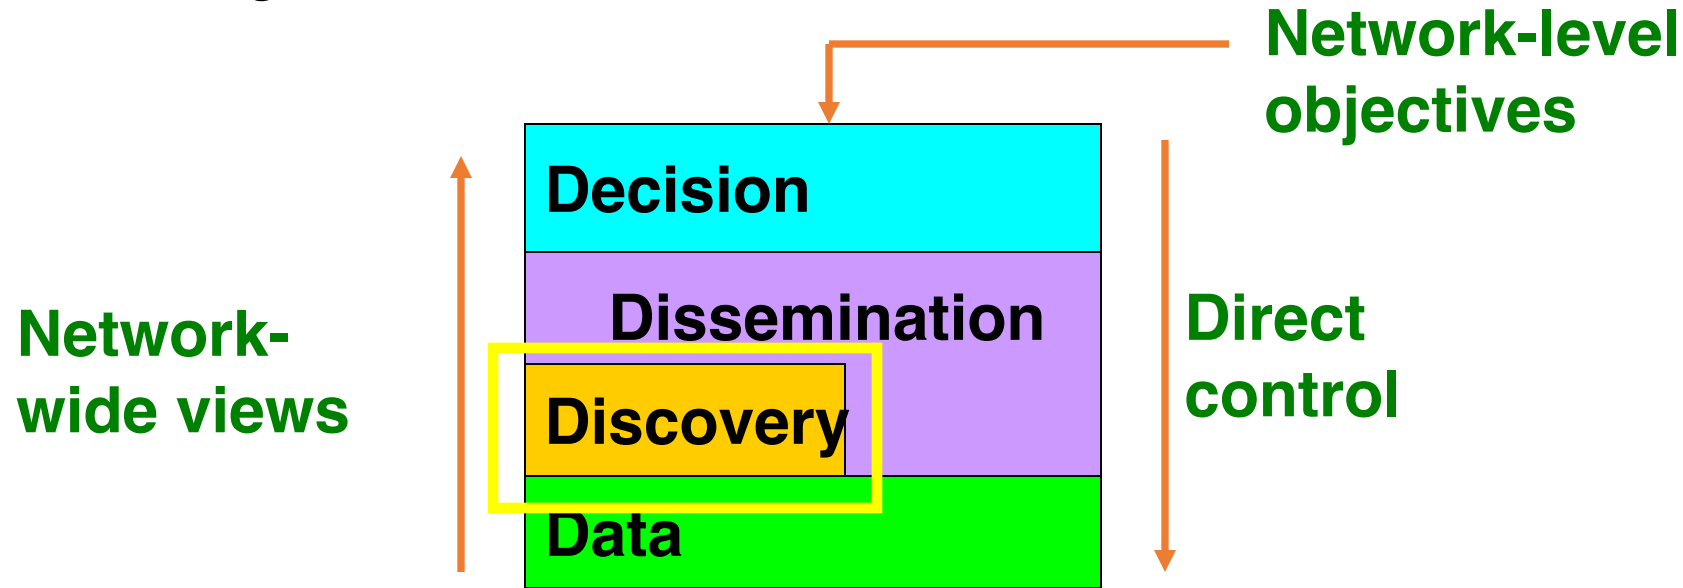 Network-level
objectives
Decision
Dissemination
Network-
wide views
Direct
control
Discovery
Data